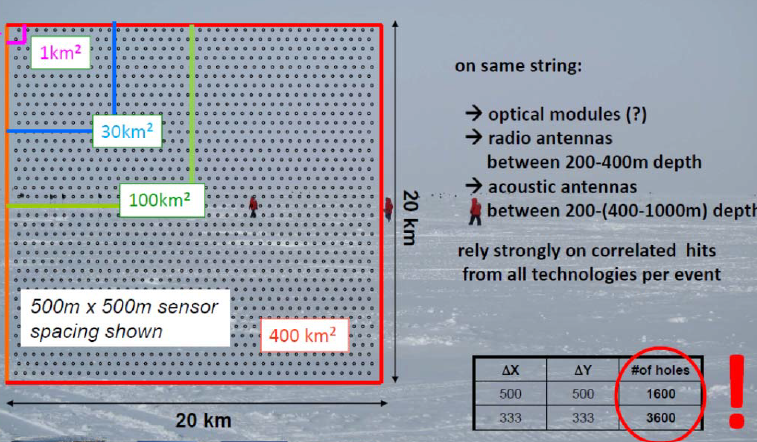 1km²
30km²
100km²
500m x 500m sensor
spacing shown
400 km²
20 km
20 km
on same string:
→ optical modules (?)
→ radio antennas
between 200-400m depth
→ acoustic antennas
between 200-(400-1000m) depth
rely strongly on correlated hits
from all technologies per event
ΔX ΔY #of holes
500 500 1600
333 333 3600
!